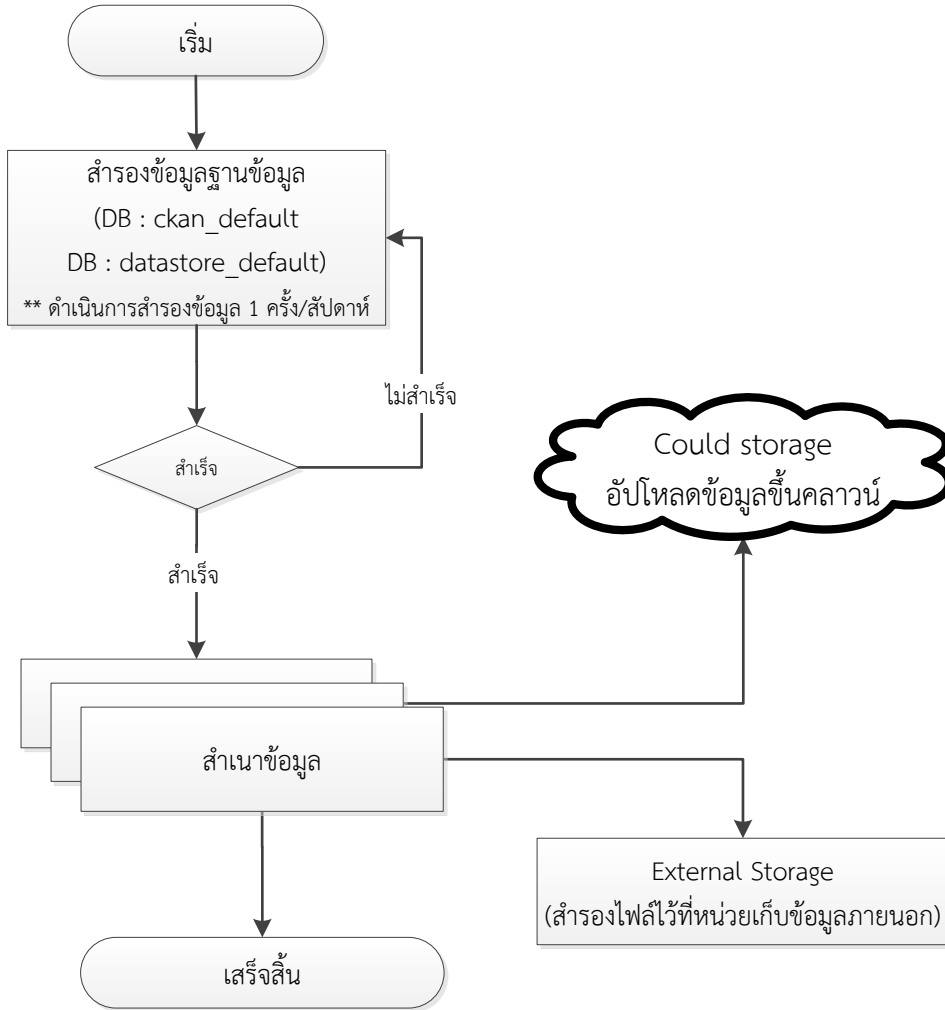 เริ่ม
สำรองข้อมูลฐานข้อมูล
(DB : ckan_default
DB : datastore_default)
** ดำเนินการสำรองข้อมูล 1 ครั้ง/สัปดาห์
ไม่สำเร็จ
สำเร็จ
สำเร็จ
Could storage
อัปโหลดข้อมูลขึ้นคลาวน์
สำเนาข้อมูล
External Storage
(สำรองไฟล์ไว้ที่หน่วยเก็บข้อมูลภายนอก)
เสร็จสิ้น